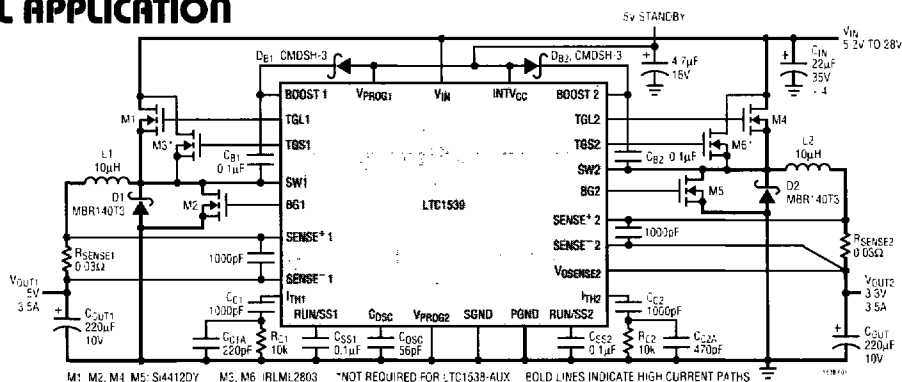 L APPLICATION
5V STANDBY
VIN
5.2V TO 28V
DB1, CMDSH-3
DB2, CMDSH-3
4.7µF
16V
CIN
22µF
35V
×4
BOOST 1
VPROG1
VIN
INTVCC
BOOST 2
M1
TGL1
TGL2
M4
M3*
TGS1
TGS2
M6*
L1
10µH
CB1
0.1µF
CB2 0.1µF
L2
10µH
SW1
SW2
D1
MBR140T3
M2
BG1
LTC1539
BG2
M5
D2
MBR140T3
SENSE+ 1
SENSE+ 2
1000pF
1000pF
RSENSE1
0.03Ω
SENSE– 1
SENSE– 2
VOSENSE2
RSENSE2
0.03Ω
VOUT1
5V
3.5A
VOUT2
3.3V
3.5A
CC1
1000pF
ITH1
ITH2
CC2
1000pF
RUN/SS1
COSC
VPROG2
SGND
PGND
RUN/SS2
COUT1
220µF
10V
CC1A
220pF
RC1
10k
CSS1
0.1µF
COSC
56pF
CSS2
0.1µF
RC2
10k
CC2A
470pF
COUT
220µF
10V
M1, M2, M4, M5: Si4412DY
M3, M6: IRLML2803
*NOT REQUIRED FOR LTC1538-AUX
BOLD LINES INDICATE HIGH CURRENT PATHS